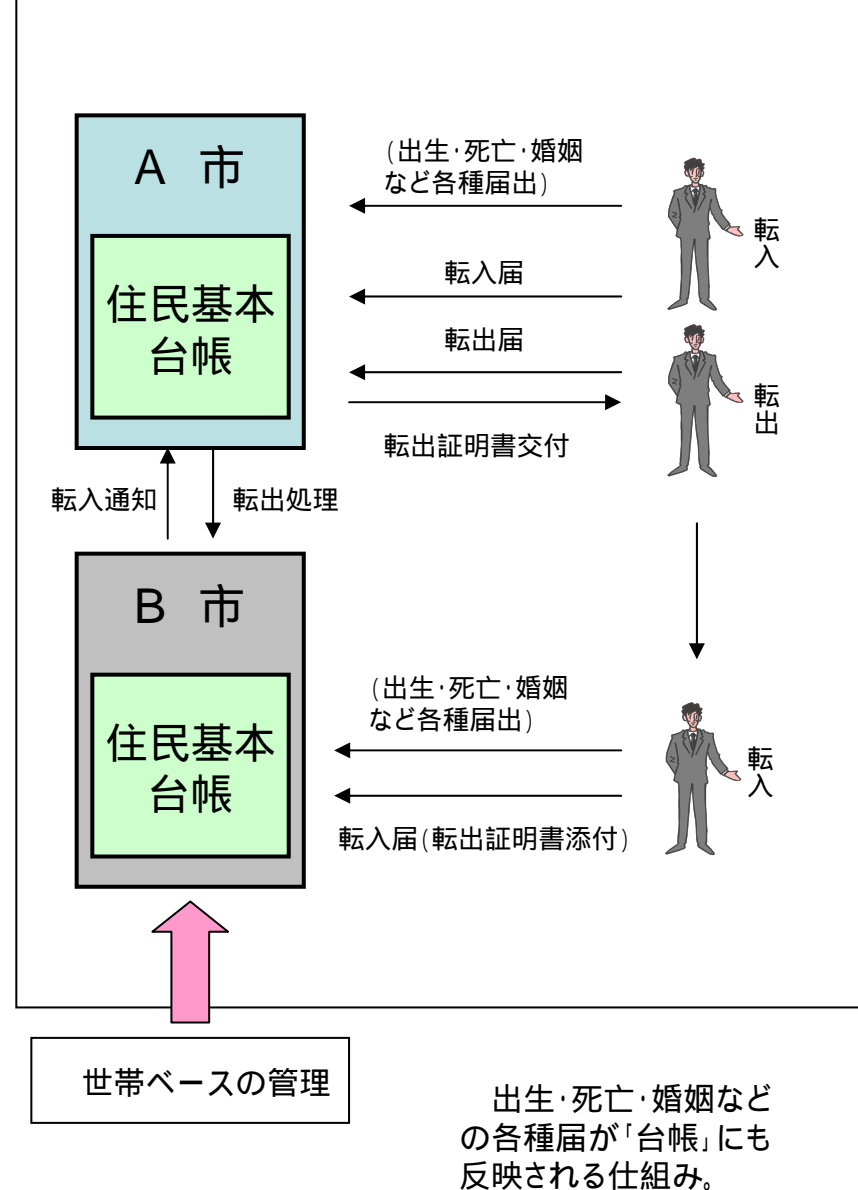 A 市
住民基本
台帳
(出生・死亡・婚姻
など各種届出)
転入
転入届
転出届
転出
転出証明書交付
転入通知
転出処理
B 市
住民基本
台帳
(出生・死亡・婚姻
など各種届出)
転入
転入届(転出証明書添付)
世帯ベースの管理
出生・死亡・婚姻など
の各種届が「台帳」にも
反映される仕組み。